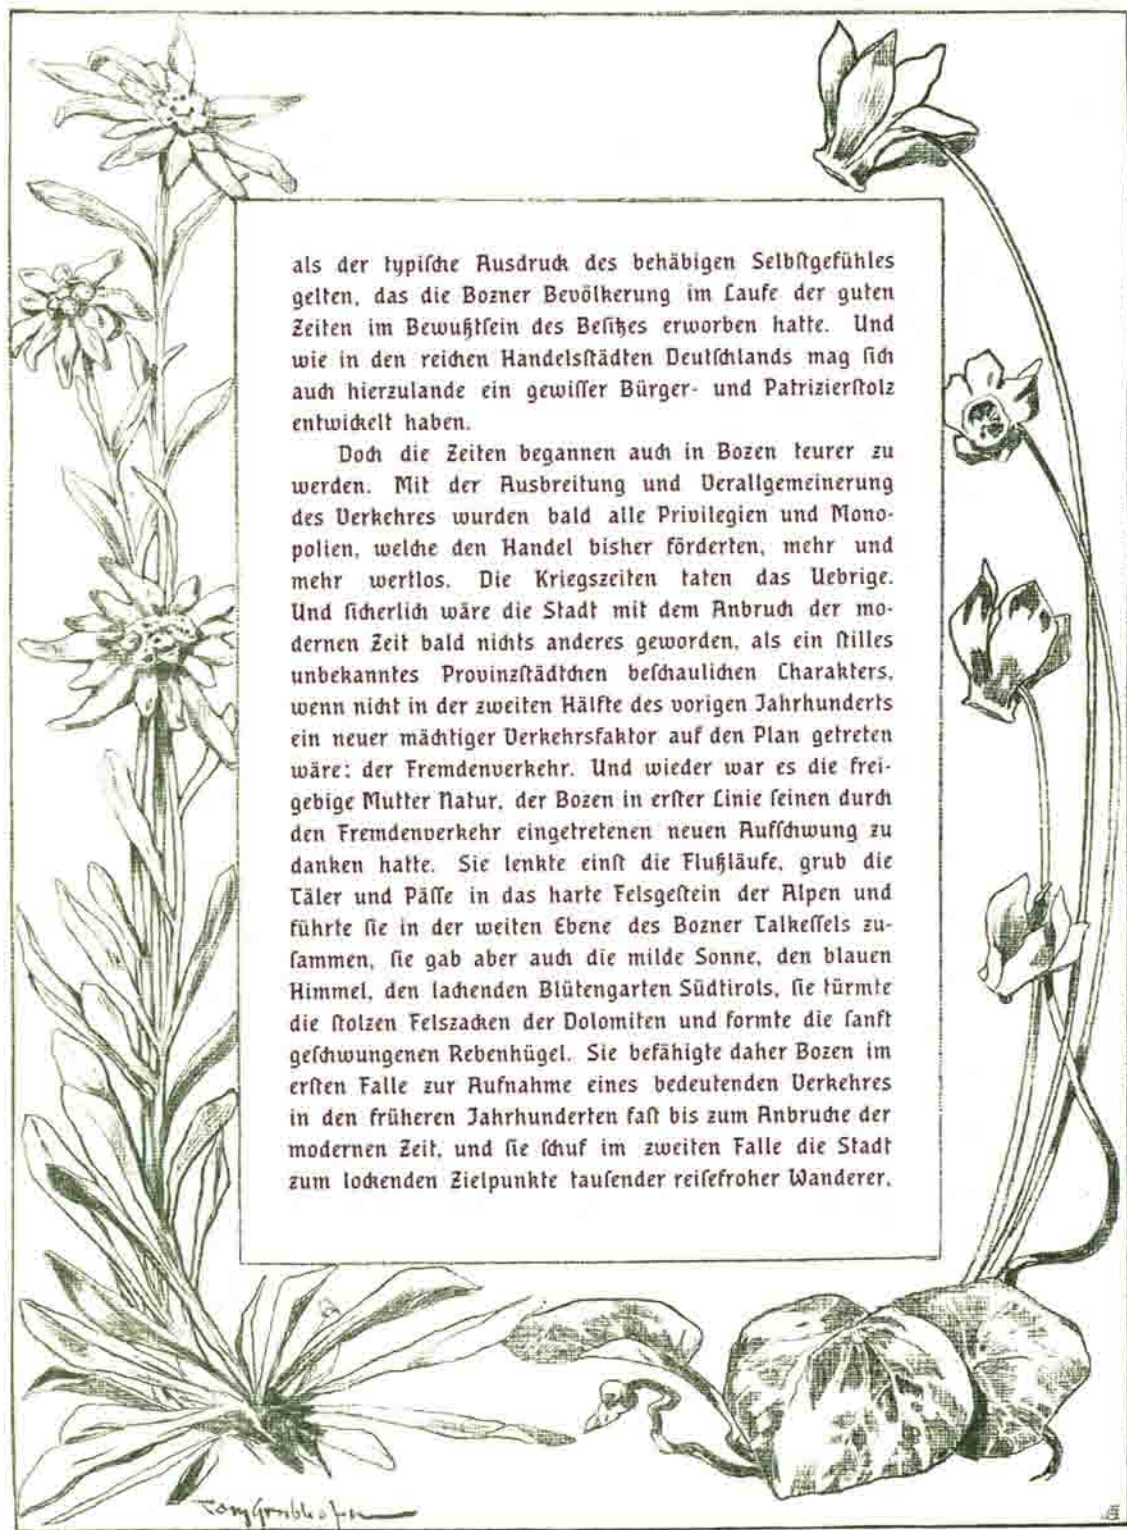 als der typische Ausdruck des behäbigen Selbstgefühles
gelten, das die Bozner Bevölkerung im Laufe der guten
Zeiten im Bewußtsein des Besitzes erworben hatte. Und
wie in den reichen Handelsstädten Deutschlands mag sich
auch hierzulande ein gewisser Bürger- und Patrizierstolz
entwickelt haben.
Doch die Zeiten begannen auch in Bozen teurer zu
werden. Mit der Ausbreitung und Verallgemeinerung
des Verkehres wurden bald alle Privilegien und Mono-
polien, welche den Handel bisher förderten, mehr und
mehr wertlos. Die Kriegszeiten taten das Uebrige.
Und sicherlich wäre die Stadt mit dem Anbruch der mo-
dernen Zeit bald nichts anderes geworden, als ein stilles
unbekanntes Provinzstädtchen beschaulichen Charakters,
wenn nicht in der zweiten Hälfte des vorigen Jahrhunderts
ein neuer mächtiger Verkehrsfaktor auf den Plan getreten
wäre: der Fremdenverkehr. Und wieder war es die frei-
gebige Mutter Natur, der Bozen in erster Linie seinen durch
den Fremdenverkehr eingetretenen neuen Aufschwung zu
danken hatte. Sie lenkte einst die Flußläufe, grub die
Täler und Pässe in das harte Felsgestein der Alpen und
führte sie in der weiten Ebene des Bozner Talkessels zu-
sammen, sie gab aber auch die milde Sonne, den blauen
Himmel, den lachenden Blütengarten Südtirols, sie türmte
die stolzen Felszacken der Dolomiten und formte die sanft
geschwungenen Rebenhügel. Sie befähigte daher Bozen im
ersten Falle zur Aufnahme eines bedeutenden Verkehres
in den früheren Jahrhunderten fast bis zum Anbruche der
modernen Zeit, und sie schuf im zweiten Falle die Stadt
zum lockenden Zielpunkte tausender reisefroher Wanderer,
Tony Grubhofer